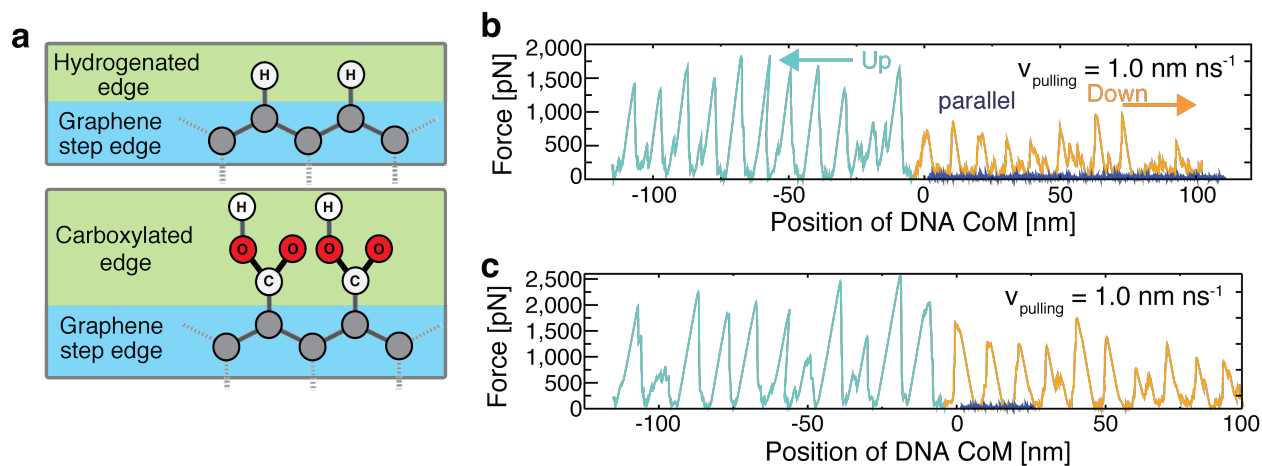 a
Hydrogenated
edge
Graphene
step edge
H
H
Carboxylated
edge
Graphene
step edge
H
H
O
O
O
O
C
C
b
Force [pN]
2,000
1,500
1,000
500
0
Up
v pulling = 1.0 nm ns-1
Down
parallel
-100
-50
0
50
100
Position of DNA CoM [nm]
c
Force [pN]
2,500
2,000
1,500
1,000
500
0
v pulling = 1.0 nm ns-1
-100
-50
0
50
100
Position of DNA CoM [nm]